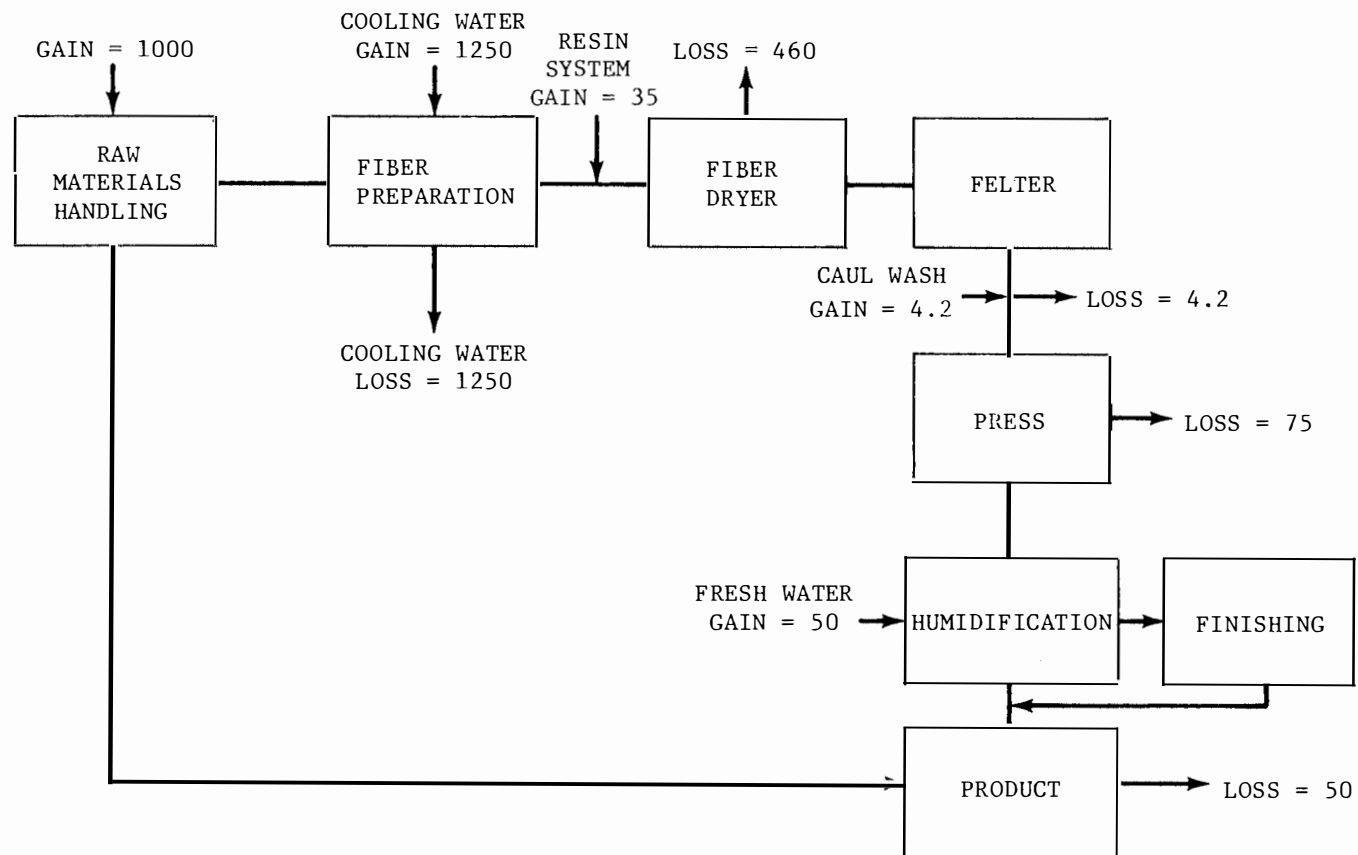 GAIN = 1000
COOLING WATER
GAIN = 1250
RESIN
SYSTEM
GAIN = 35
LOSS = 460
RAW
MATERIALS
HANDLING
FIBER
PREPARATION
FIBER
DRYER
FELTER
COOLING WATER
LOSS = 1250
CAUL WASH
GAIN = 4.2
LOSS = 4.2
PRESS
LOSS = 75
FRESH WATER
GAIN = 50
HUMIDIFICATION
FINISHING
PRODUCT
LOSS = 50